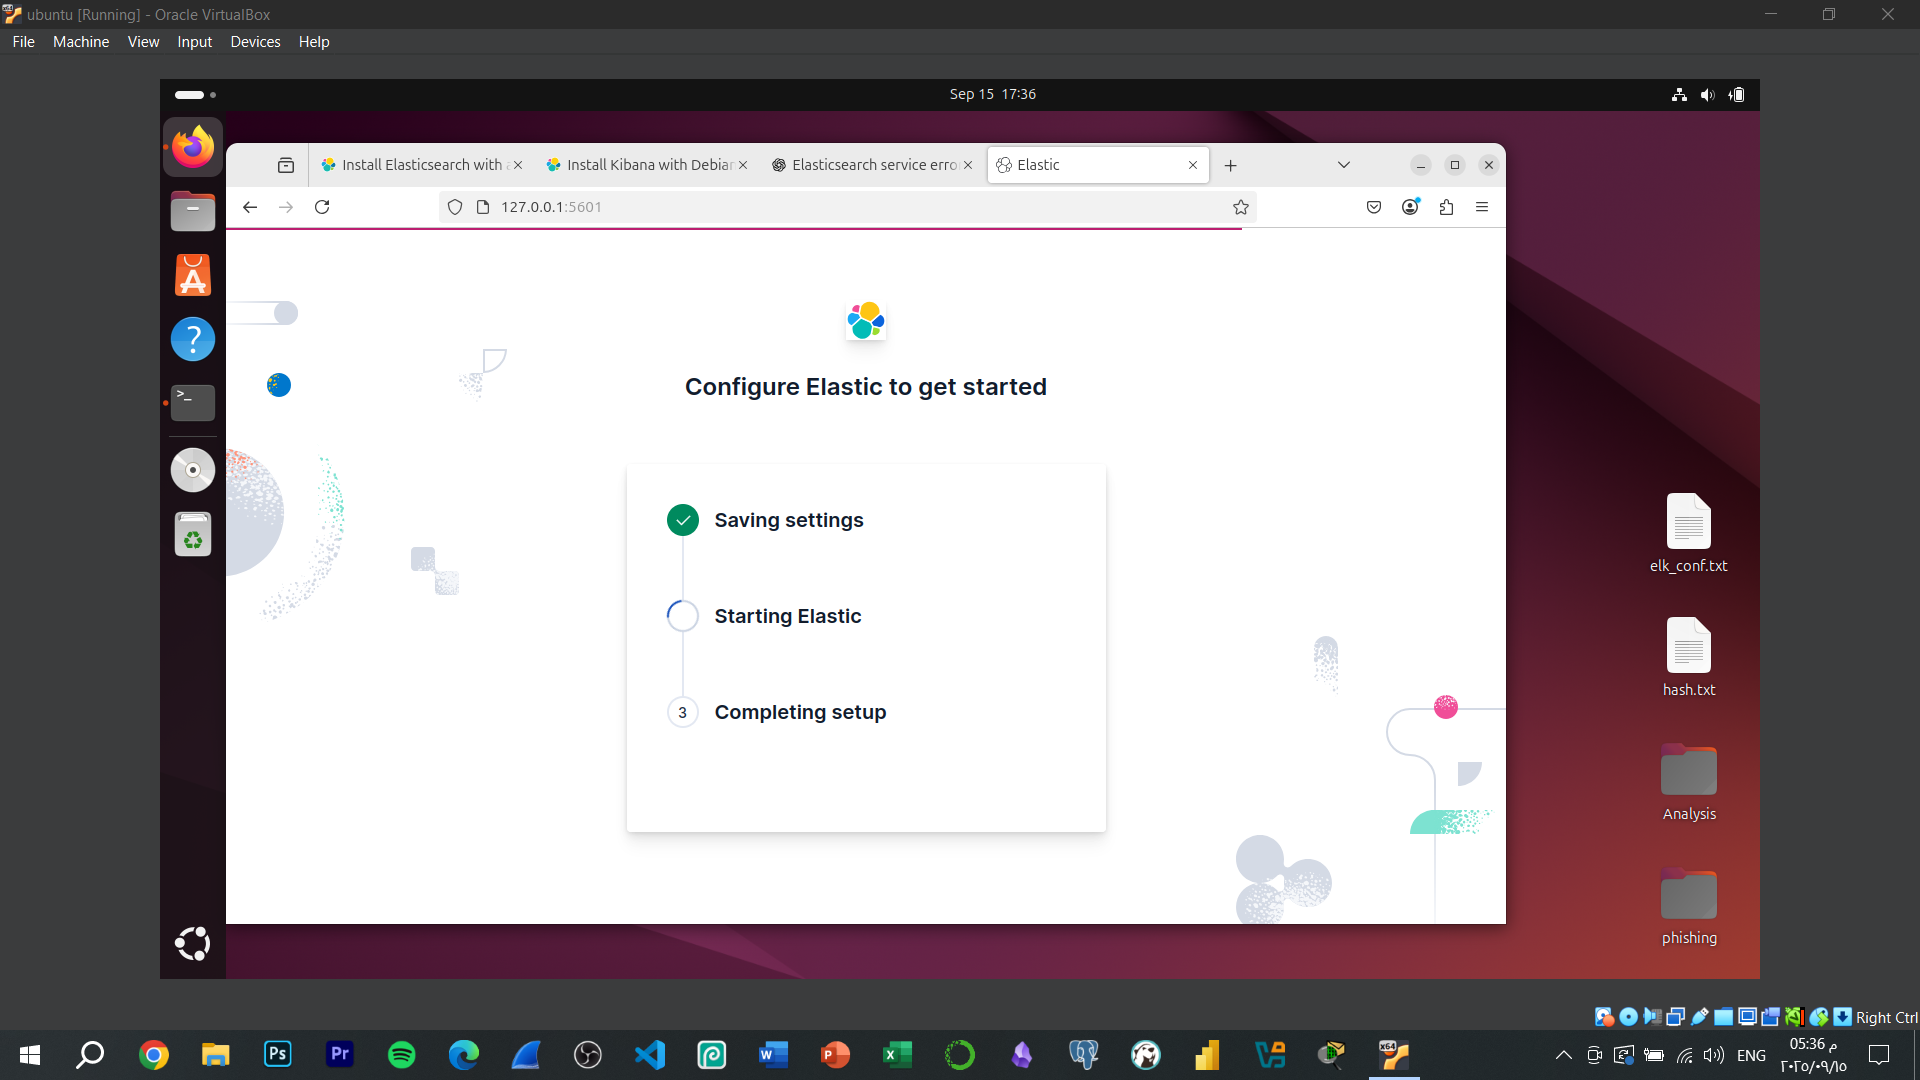 ubuntu [Running] - Oracle VirtualBox
File Machine View Input Devices Help
Sep 15 17:36
Install Elasticsearch with a
Install Kibana with Debian
Elasticsearch service erro
Elastic
127.0.0.1:5601
Configure Elastic to get started
Saving settings
Starting Elastic
3 Completing setup
elk_conf.txt
hash.txt
Analysis
phishing
Right Ctrl
ENG
05:36 م
٢٠٢٥/٠٩/١٥